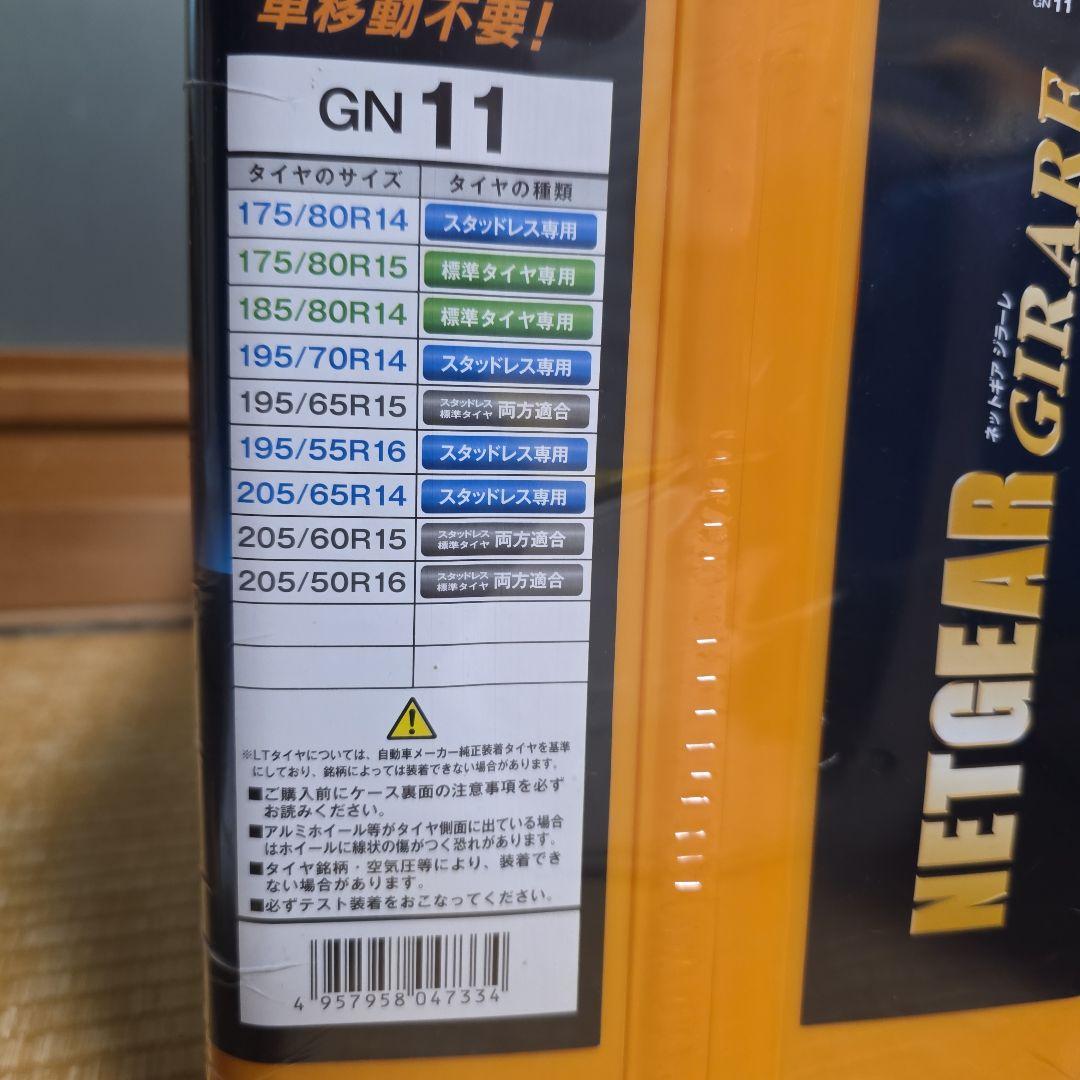 車移動不要!
GN 11
タイヤのサイズ タイヤの種類
175/80R14 スタッドレス専用
175/80R15 標準タイヤ専用
185/80R14 標準タイヤ専用
195/70R14 スタッドレス専用
195/65R15 スタッドレス 標準タイヤ 両方適合
195/55R16 スタッドレス専用
205/65R14 スタッドレス専用
205/60R15 スタッドレス 標準タイヤ 両方適合
205/50R16 スタッドレス 標準タイヤ 両方適合
※LTタイヤについては、自動車メーカー純正装着タイヤを基準
にしており、銘柄によっては装着できない場合があります。
■ご購入前にケース裏面の注意事項を必ず
お読みください。
■アルミホイール等がタイヤ側面に出ている場合
はホイールに線状の傷がつく恐れがあります。
■タイヤ銘柄・空気圧等により、装着でき
ない場合があります。
■必ずテスト装着をおこなってください。
4 957958 047334
GN 11
ネットギア ジラーレ
NETGEAR GIRARE